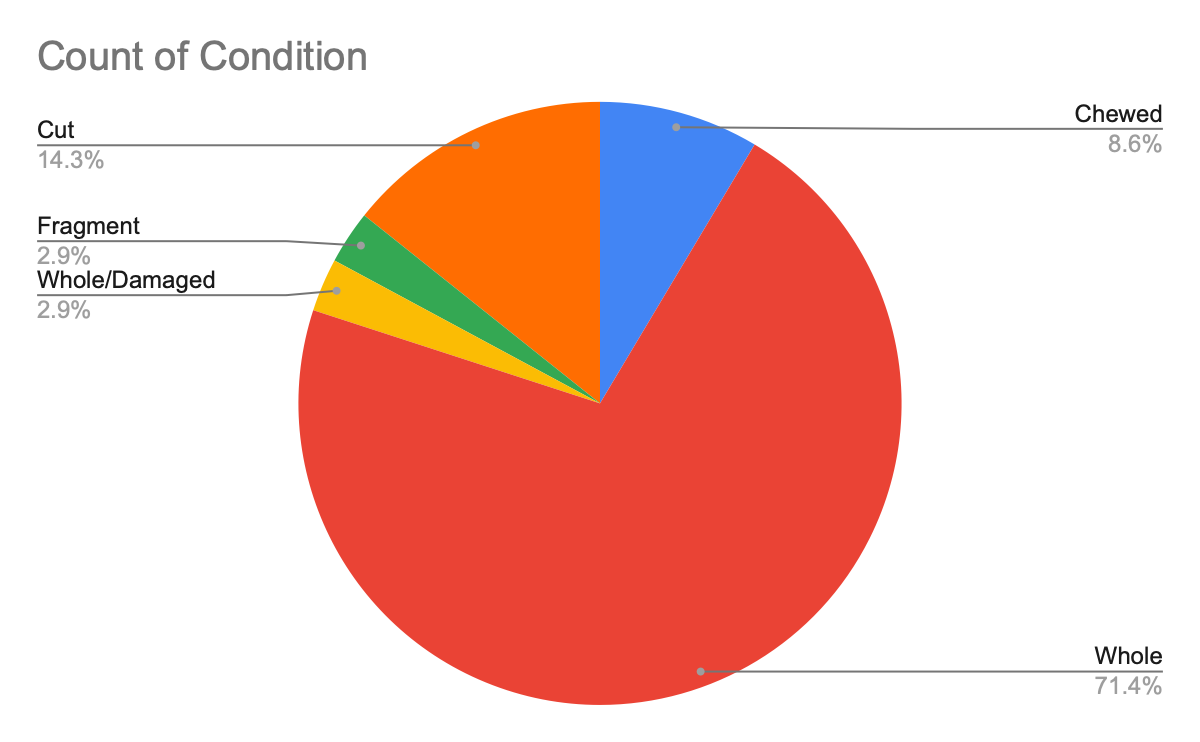 Count of Condition
Cut
14.3%
Fragment
2.9%
Whole/Damaged
2.9%
Chewed
8.6%
Whole
71.4%